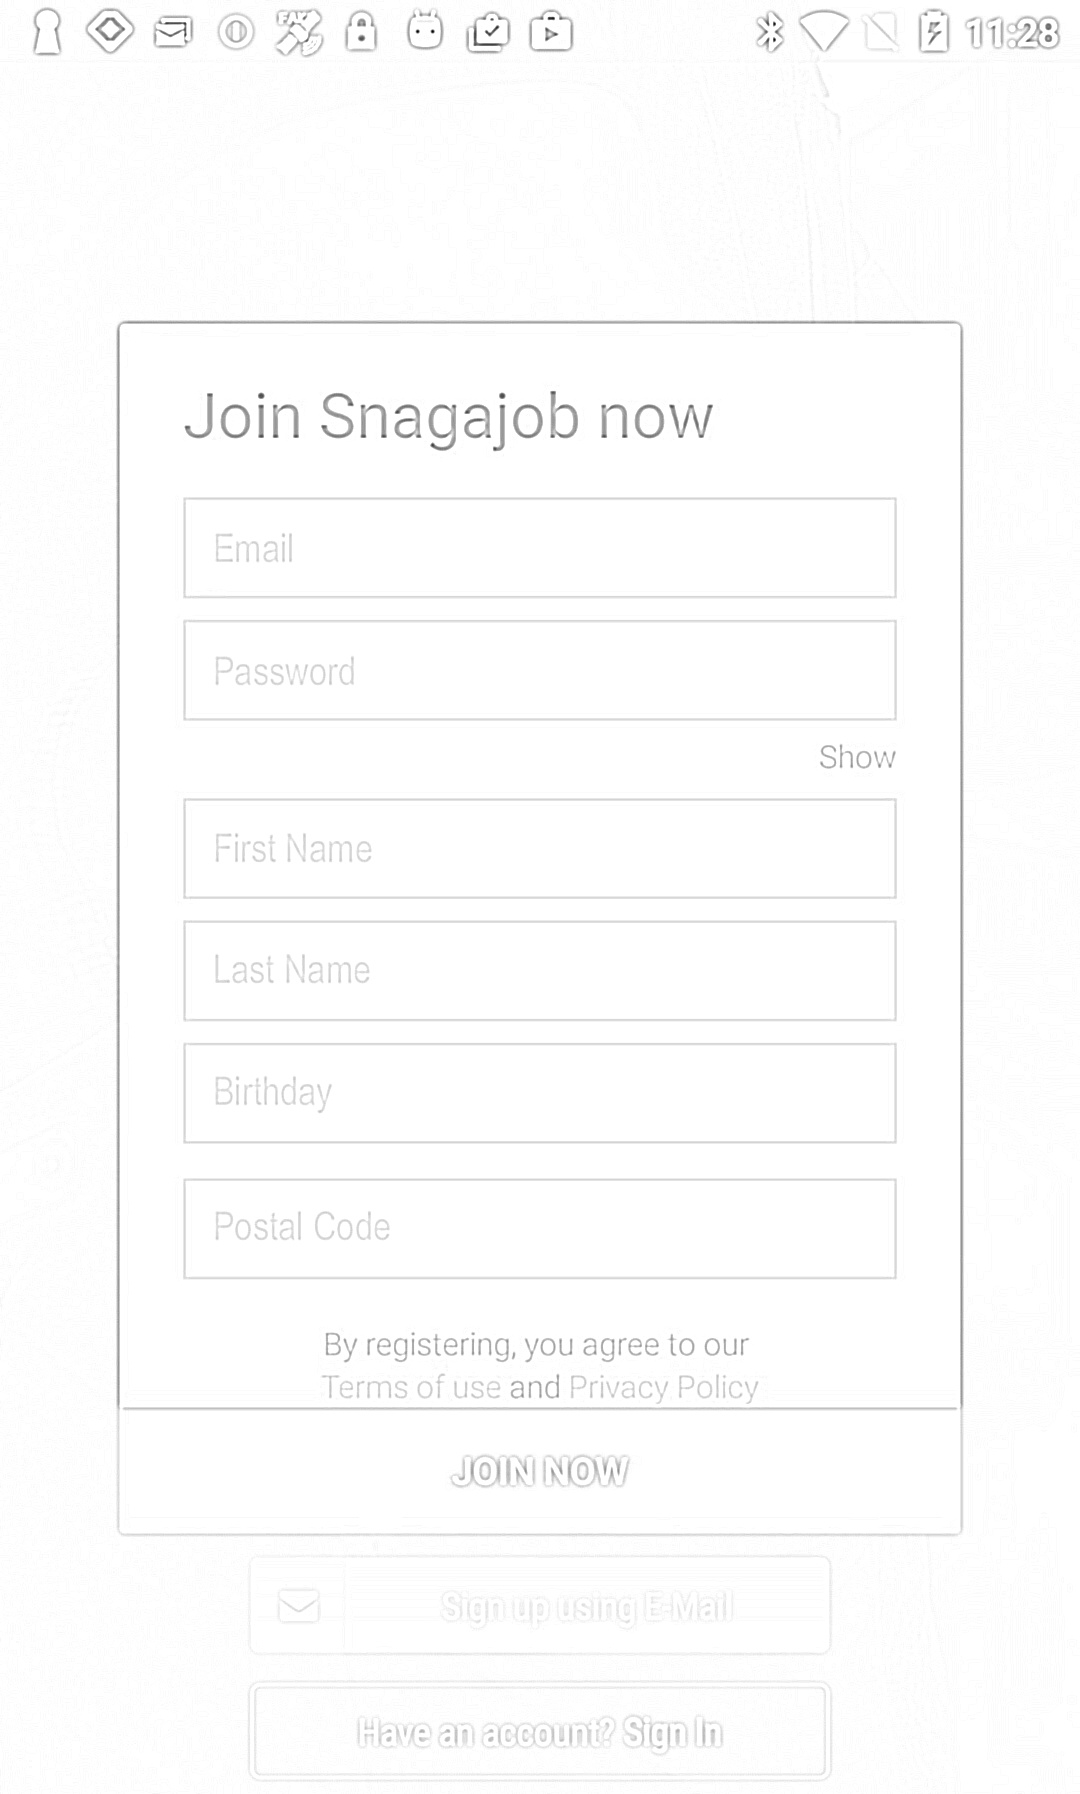 FAV
11:28
Join Snagajob now
Email
Password
Show
First Name
Last Name
Birthday
Postal Code
By registering, you agree to our
Terms of use and Privacy Policy
JOIN NOW
Sign up using E-Mail
Have an account? Sign In